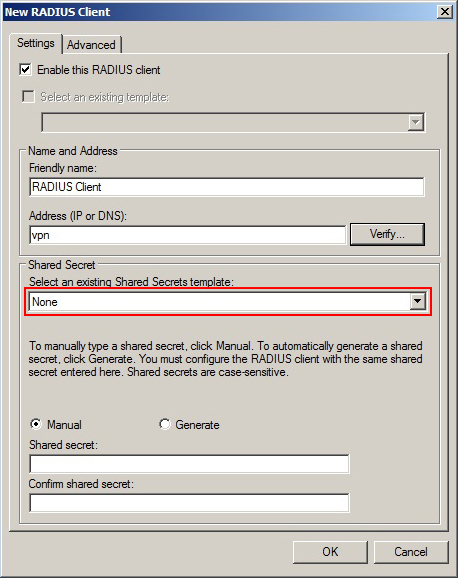 New RADIUS Client
Settings
Advanced
Enable this RADIUS client
Select an existing template:
Name and Address
Friendly name:
RADIUS Client
Address (IP or DNS):
vpn
Verify...
Shared Secret
Select an existing Shared Secrets template:
None
To manually type a shared secret, click Manual. To automatically generate a shared
secret, click Generate. You must configure the RADIUS client with the same shared
secret entered here. Shared secrets are case-sensitive.
Manual
Generate
Shared secret:
Confirm shared secret:
OK
Cancel